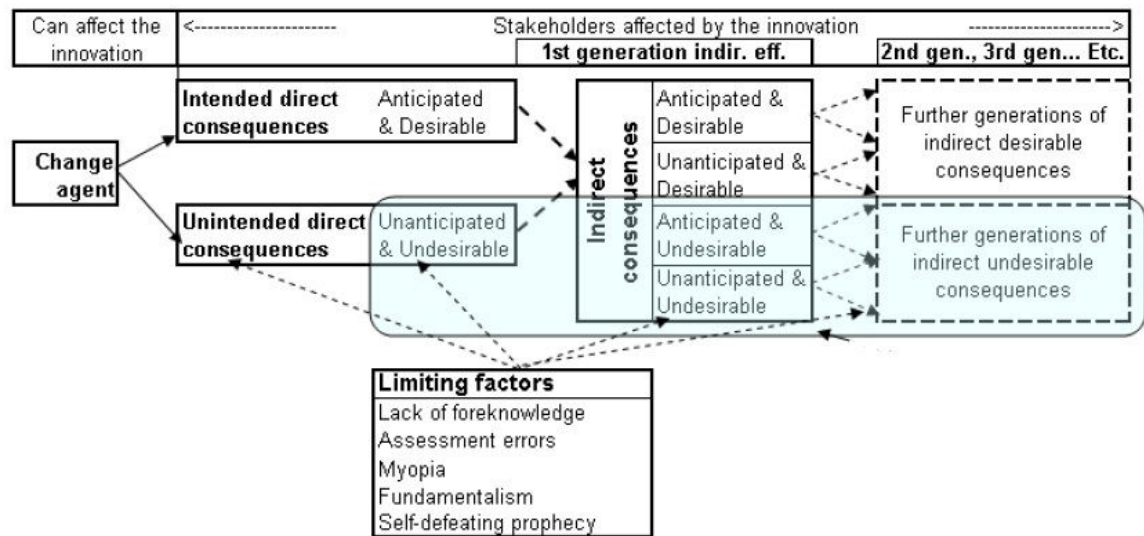 Can affect the
innovation
<---------------------- Stakeholders affected by the innovation -------------------->
1st generation indir. eff.
2nd gen., 3rd gen... Etc.
Change
agent
Intended direct
consequences
Anticipated
& Desirable
Unintended direct
consequences
Unanticipated
& Undesirable
Indirect
consequences
Anticipated &
Desirable
Unanticipated &
Desirable
Anticipated &
Undesirable
Unanticipated &
Undesirable
Further generations of
indirect desirable
consequences
Further generations of
indirect undesirable
consequences
Limiting factors
Lack of foreknowledge
Assessment errors
Myopia
Fundamentalism
Self-defeating prophecy